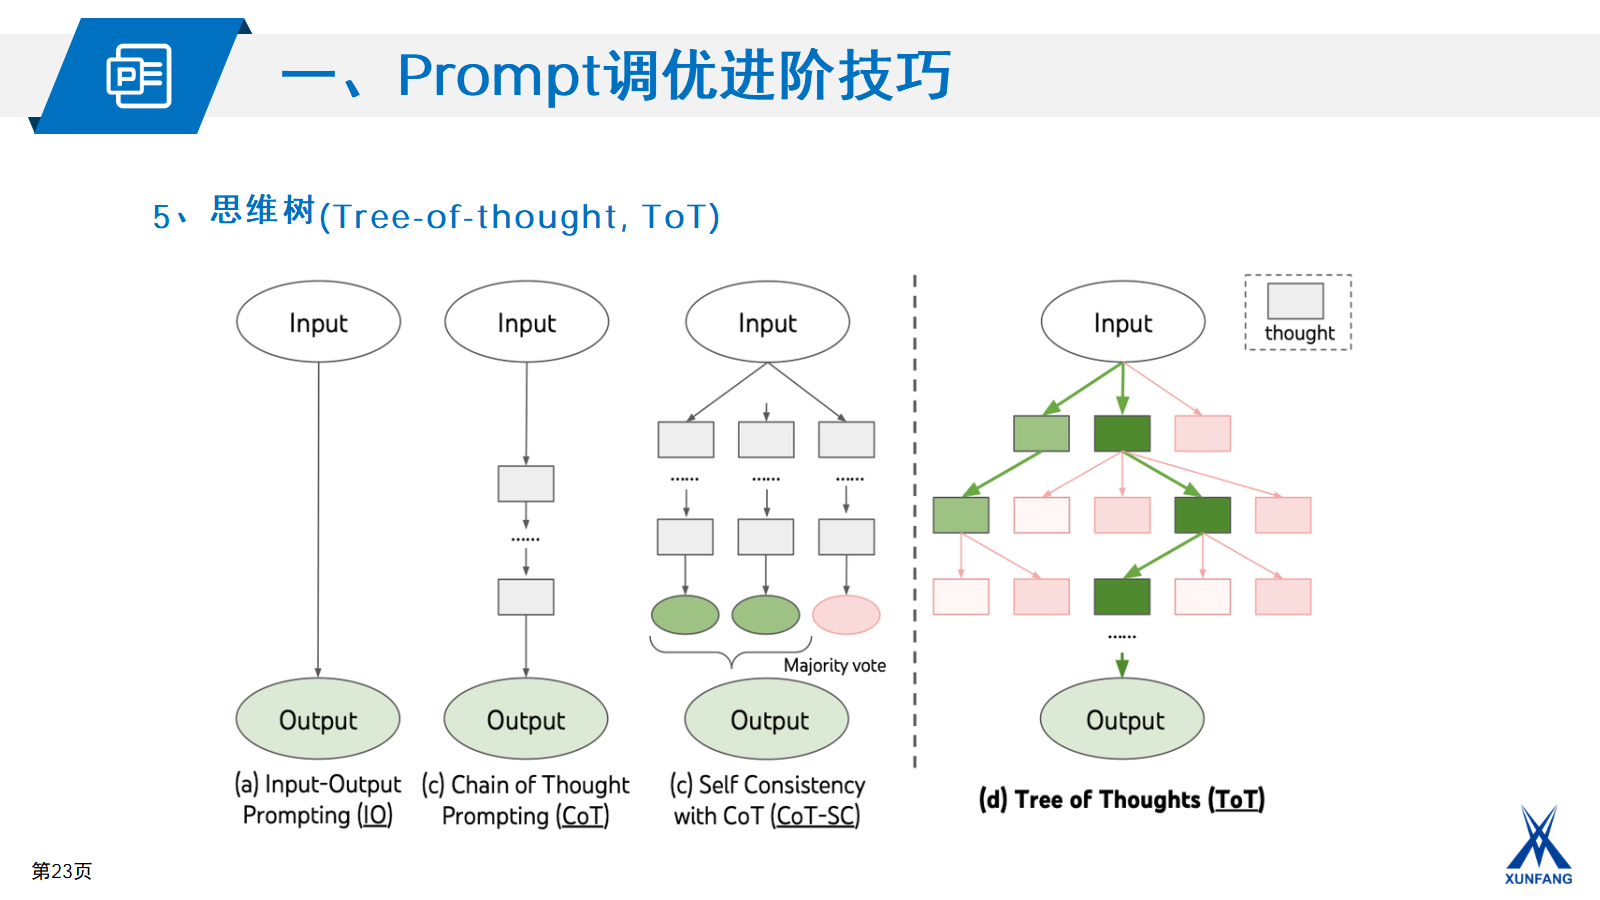 一、Prompt调优进阶技巧
5、思维树(Tree-of-thought, ToT)
Input
Input
Input
Input
thought
......
......
......
......
......
Majority vote
Output
Output
Output
Output
(a) Input-Output
Prompting (IO)
(c) Chain of Thought
Prompting (CoT)
(c) Self Consistency
with CoT (CoT-SC)
(d) Tree of Thoughts (ToT)
第23页
XUNFANG